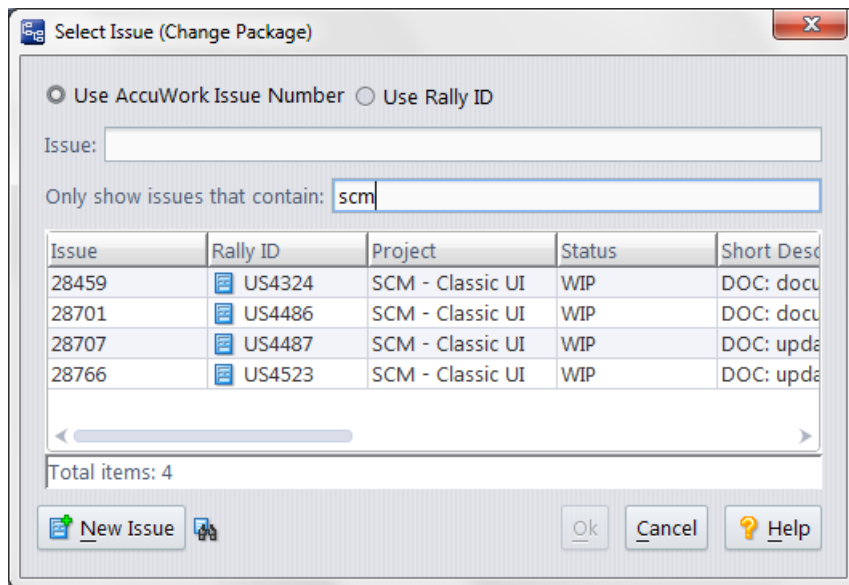 Select Issue (Change Package)
Use AccuWork Issue Number Use Rally ID
Issue:
Only show issues that contain: scm
Issue Rally ID Project Status Short Desc
28459 US4324 SCM - Classic UI WIP DOC: docu
28701 US4486 SCM - Classic UI WIP DOC: docu
28707 US4487 SCM - Classic UI WIP DOC: upda
28766 US4523 SCM - Classic UI WIP DOC: upda
Total items: 4
New Issue Ok Cancel Help